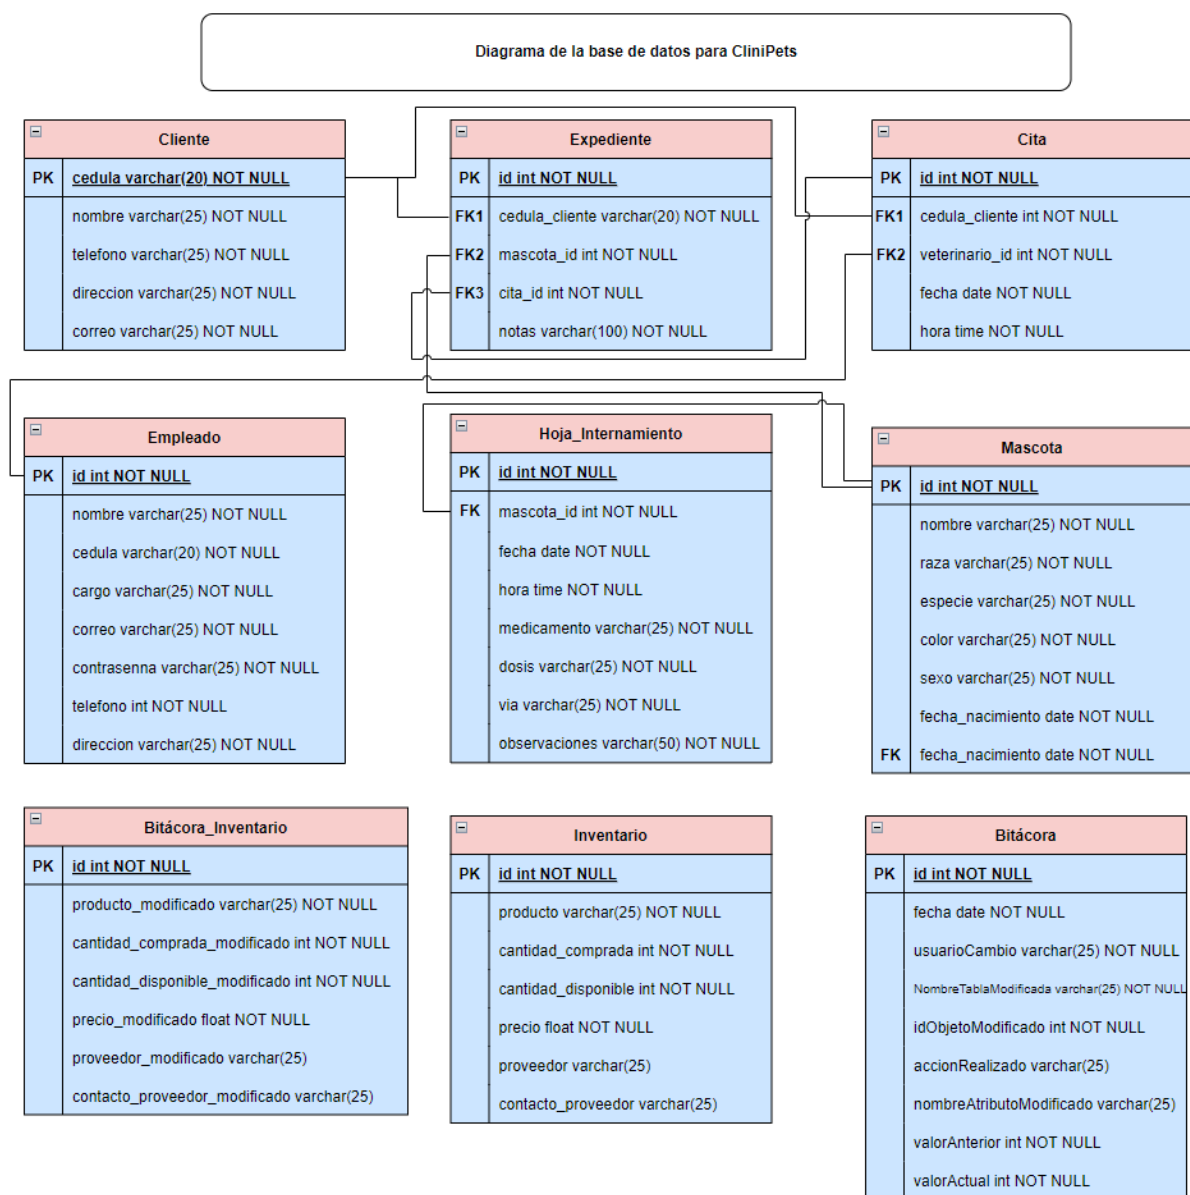 Diagrama de la base de datos para CliniPets
Cliente
PK cedula varchar(20) NOT NULL
nombre varchar(25) NOT NULL
telefono varchar(25) NOT NULL
direccion varchar(25) NOT NULL
correo varchar(25) NOT NULL
Expediente
PK id int NOT NULL
FK1 cedula_cliente varchar(20) NOT NULL
FK2 mascota_id int NOT NULL
FK3 cita_id int NOT NULL
notas varchar(100) NOT NULL
Cita
PK id int NOT NULL
FK1 cedula_cliente int NOT NULL
FK2 veterinario_id int NOT NULL
fecha date NOT NULL
hora time NOT NULL
Empleado
PK id int NOT NULL
nombre varchar(25) NOT NULL
cedula varchar(20) NOT NULL
cargo varchar(25) NOT NULL
correo varchar(25) NOT NULL
contrasenna varchar(25) NOT NULL
telefono int NOT NULL
direccion varchar(25) NOT NULL
Hoja_Internamiento
PK id int NOT NULL
FK mascota_id int NOT NULL
fecha date NOT NULL
hora time NOT NULL
medicamento varchar(25) NOT NULL
dosis varchar(25) NOT NULL
via varchar(25) NOT NULL
observaciones varchar(50) NOT NULL
Mascota
PK id int NOT NULL
nombre varchar(25) NOT NULL
raza varchar(25) NOT NULL
especie varchar(25) NOT NULL
color varchar(25) NOT NULL
sexo varchar(25) NOT NULL
fecha_nacimiento date NOT NULL
FK fecha_nacimiento date NOT NULL
Bitácora_Inventario
PK id int NOT NULL
producto_modificado varchar(25) NOT NULL
cantidad_comprada_modificado int NOT NULL
cantidad_disponible_modificado int NOT NULL
precio_modificado float NOT NULL
proveedor_modificado varchar(25)
contacto_proveedor_modificado varchar(25)
Inventario
PK id int NOT NULL
producto varchar(25) NOT NULL
cantidad_comprada int NOT NULL
cantidad_disponible int NOT NULL
precio float NOT NULL
proveedor varchar(25)
contacto_proveedor varchar(25)
Bitácora
PK id int NOT NULL
fecha date NOT NULL
usuarioCambio varchar(25) NOT NULL
NombreTablaModificada varchar(25) NOT NULL
idObjetoModificado int NOT NULL
accionRealizado varchar(25)
nombreAtributoModificado varchar(25)
valorAnterior int NOT NULL
valorActual int NOT NULL